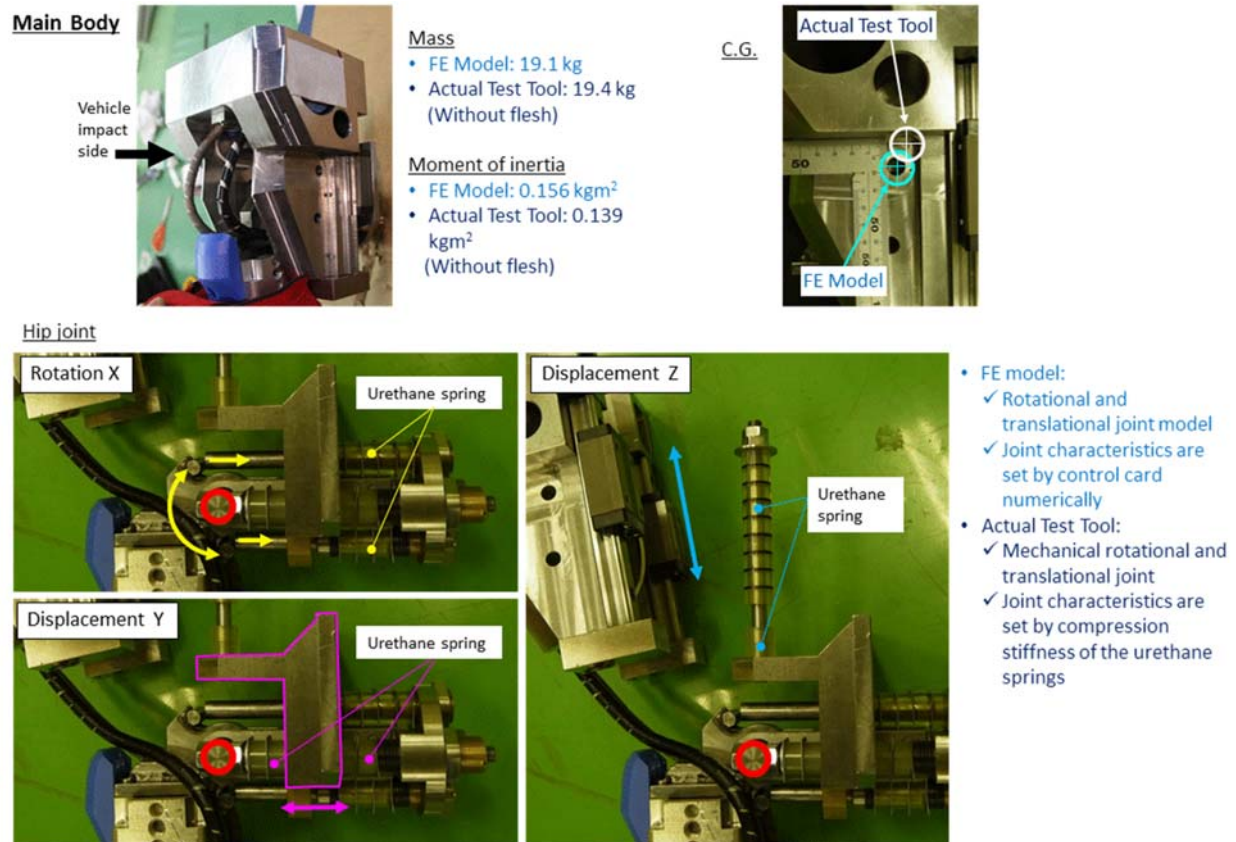 Main Body
Vehicle
impact
side
Mass
• FE Model: 19.1 kg
• Actual Test Tool: 19.4 kg
(Without flesh)
Moment of inertia
• FE Model: 0.156 kgm²
• Actual Test Tool: 0.139
kgm²
(Without flesh)
C.G.
Actual Test Tool
50
50
50
FE Model
Hip joint
Rotation X
Urethane spring
Displacement Y
Urethane spring
Displacement Z
Urethane
spring
• FE model:
✓ Rotational and
translational joint model
✓ Joint characteristics are
set by control card
numerically
• Actual Test Tool:
✓ Mechanical rotational and
translational joint
✓ Joint characteristics are
set by compression
stiffness of the urethane
springs